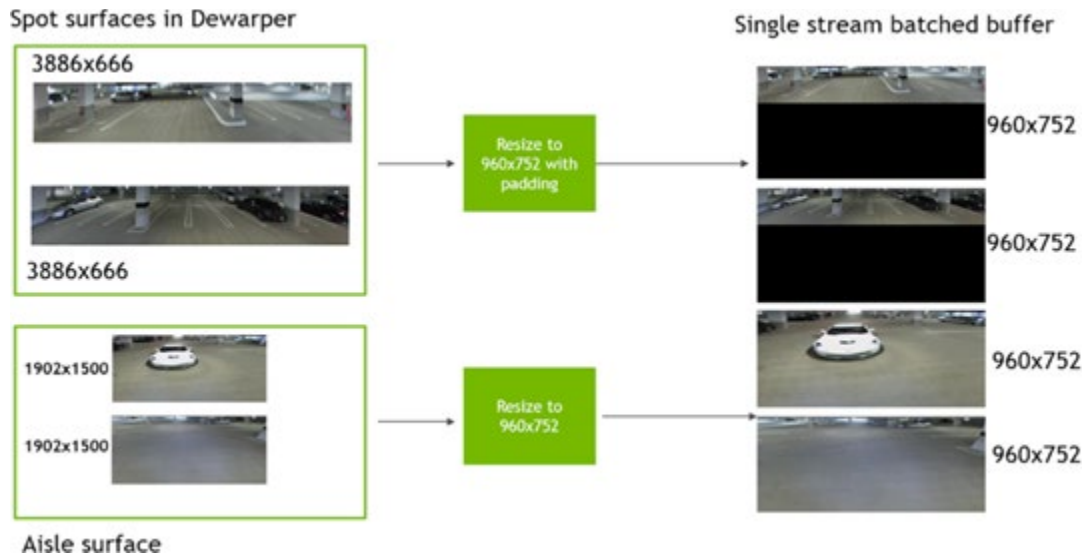 Spot surfaces in Dewarper
Single stream batched buffer
3886x666
960x752
Resize to
960x752 with
padding
960x752
3886x666
1902x1500
960x752
Resize to
960x752
1902x1500
960x752
Aisle surface